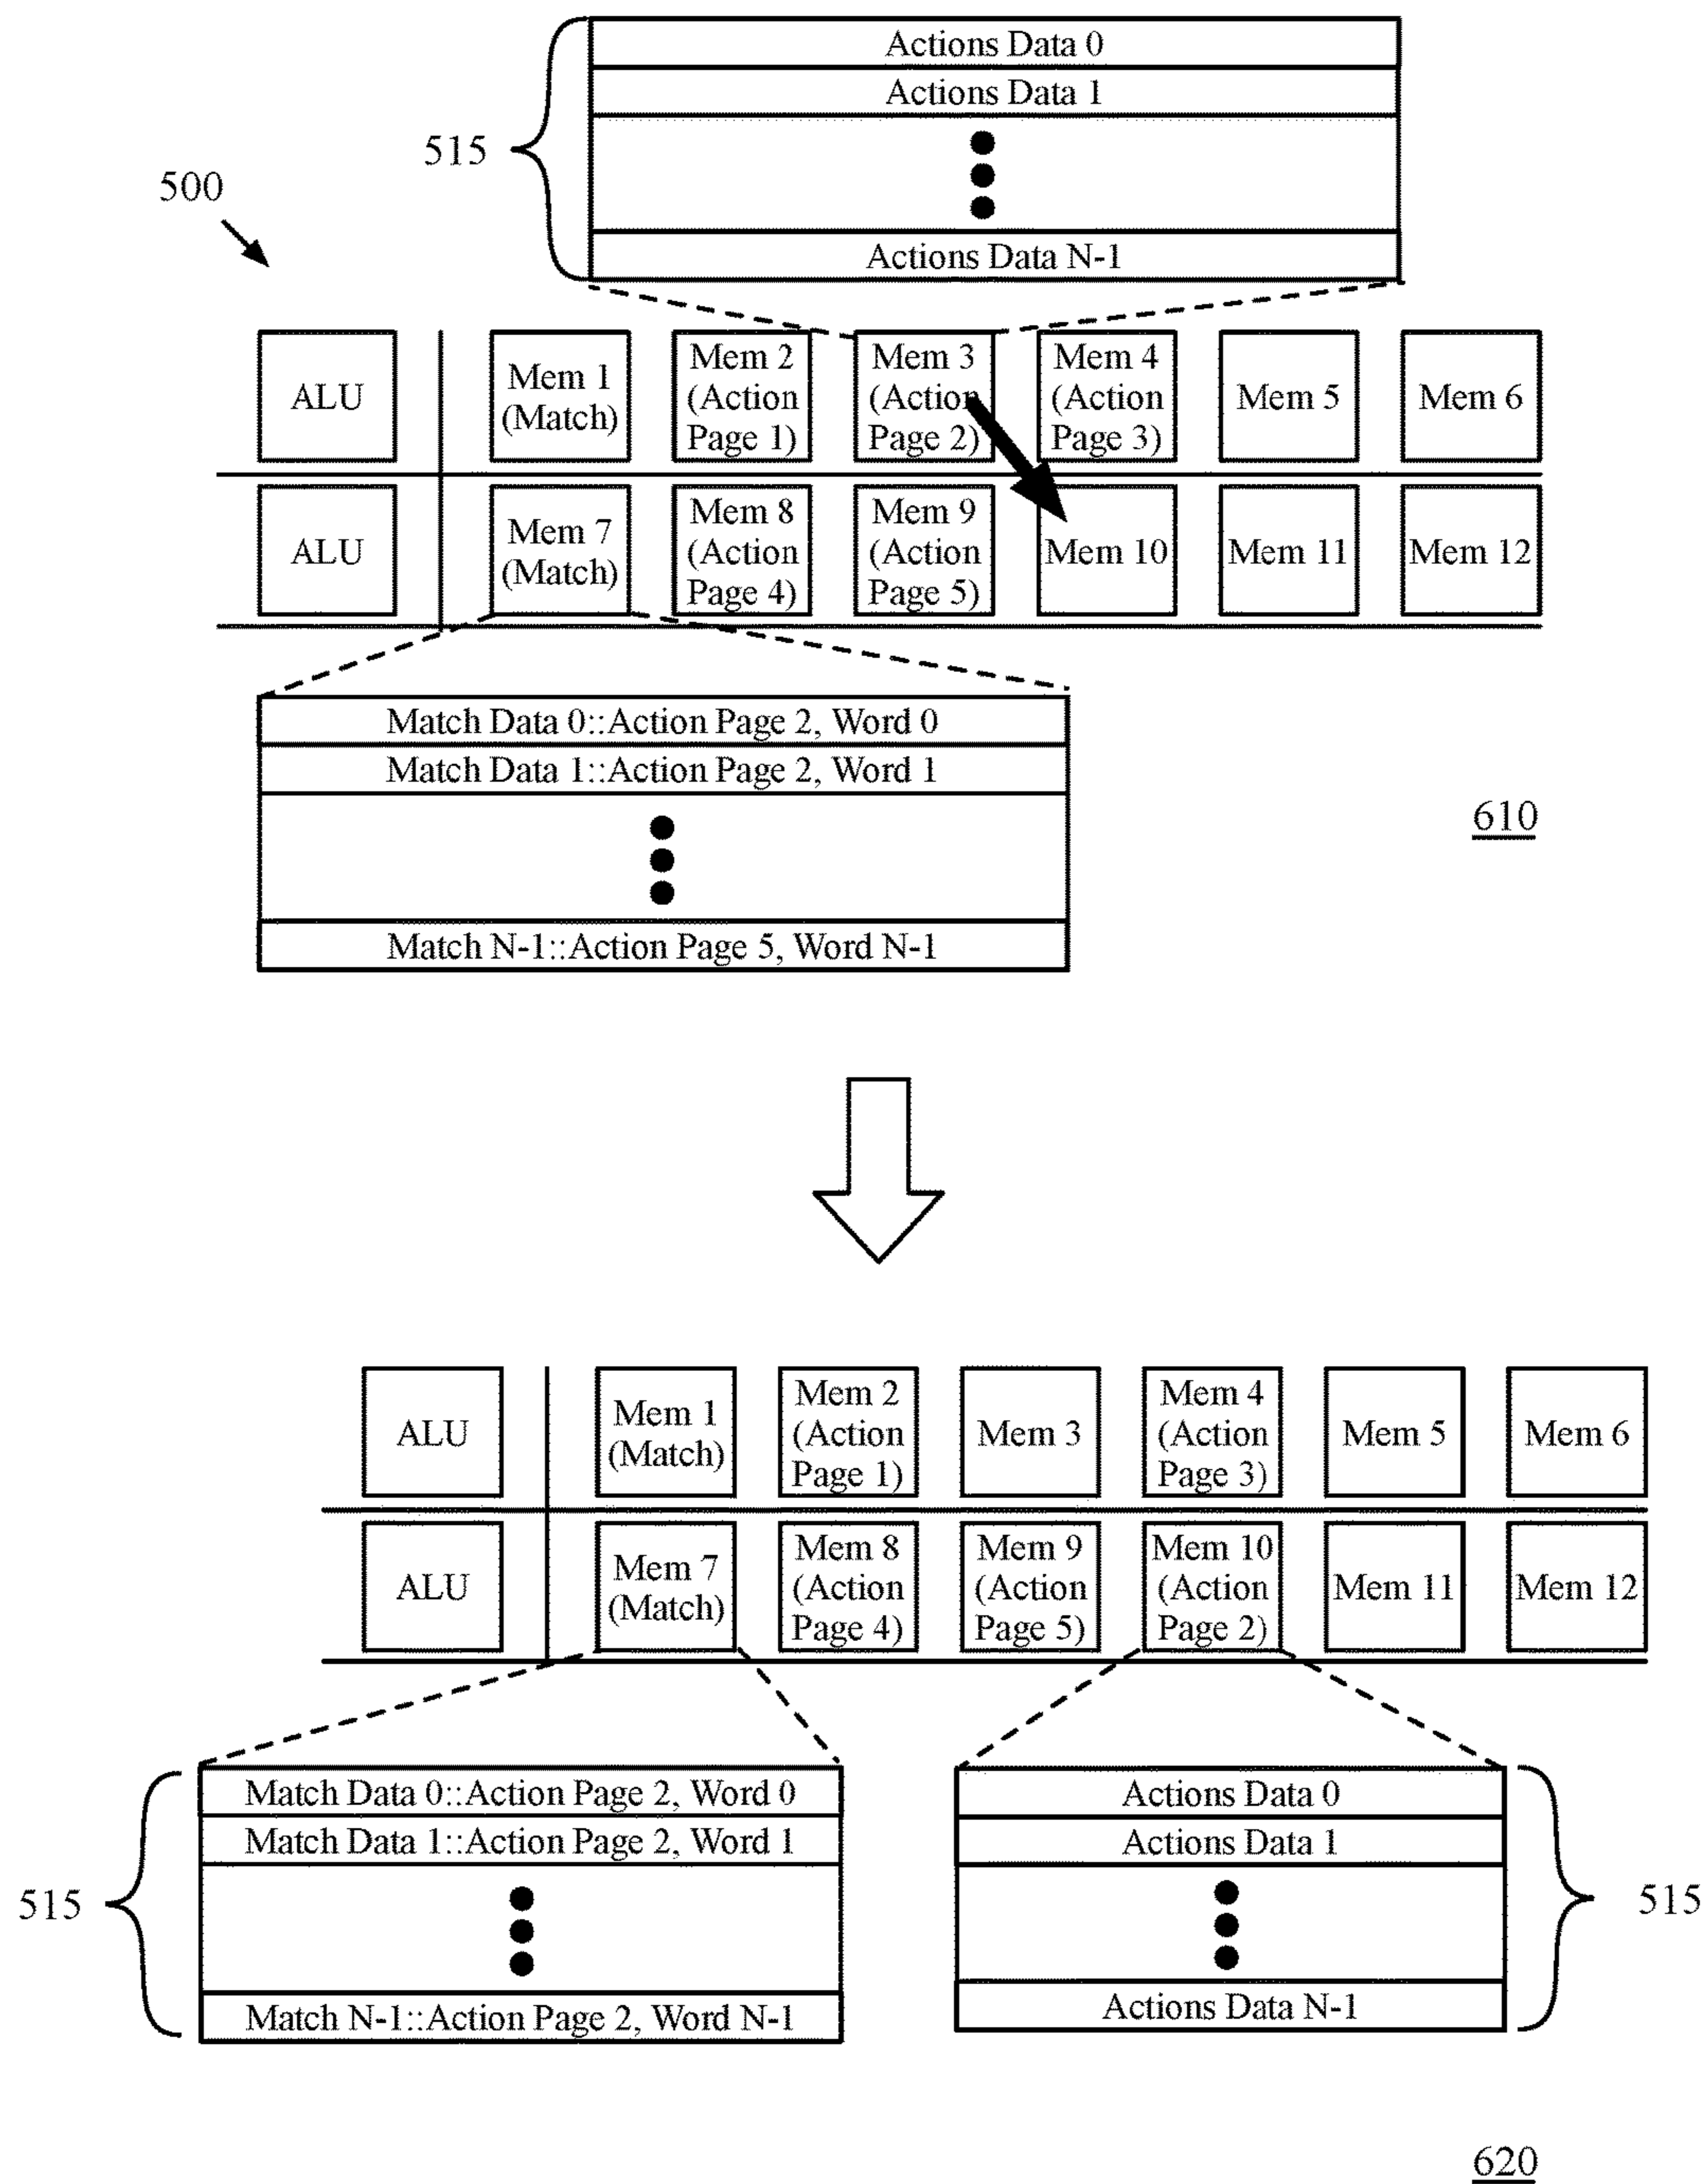 Actions Data 0
Actions Data 1
515
500
Actions Data N-1
ALU
Mem 1
(Match)
Mem 2
(Action
Page 1)
Mem 3
(Action
Page 2)
Mem 4
(Action
Page 3)
Mem 5
Mem 6
ALU
Mem 7
(Match)
Mem 8
(Action
Page 4)
Mem 9
(Action
Page 5)
Mem 10
Mem 11
Mem 12
Match Data 0::Action Page 2, Word 0
Match Data 1::Action Page 2, Word 1
Match N-1::Action Page 5, Word N-1
610
ALU
Mem 1
(Match)
Mem 2
(Action
Page 1)
Mem 3
Mem 4
(Action
Page 3)
Mem 5
Mem 6
ALU
Mem 7
(Match)
Mem 8
(Action
Page 4)
Mem 9
(Action
Page 5)
Mem 10
(Action
Page 2)
Mem 11
Mem 12
515
Match Data 0::Action Page 2, Word 0
Match Data 1::Action Page 2, Word 1
Match N-1::Action Page 2, Word N-1
Actions Data 0
Actions Data 1
Actions Data N-1
515
620